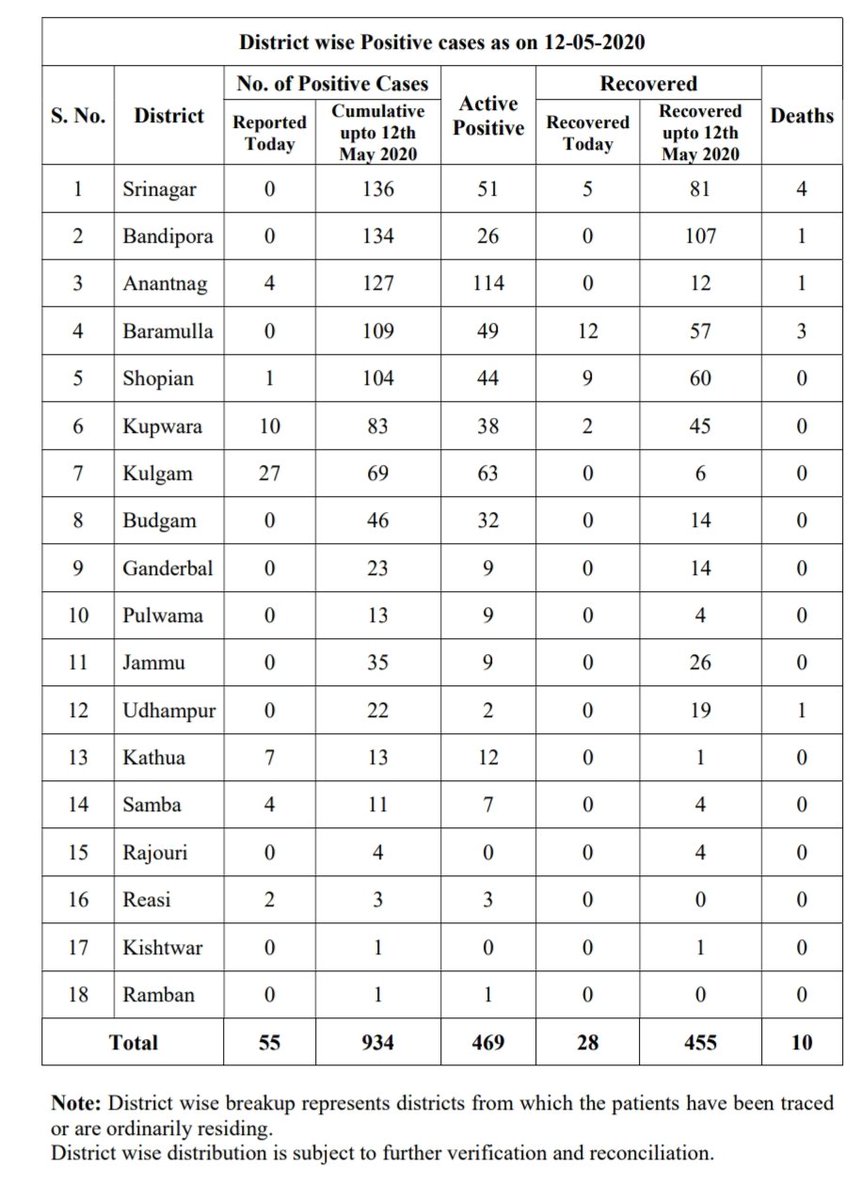 District wise Positive cases as on 12-05-2020
S. No. District No. of Positive Cases Active Positive Recovered Deaths
Reported Today Cumulative upto 12th May 2020 Recovered Today Recovered upto 12th May 2020
1 Srinagar 0 136 51 5 81 4
2 Bandipora 0 134 26 0 107 1
3 Anantnag 4 127 114 0 12 1
4 Baramulla 0 109 49 12 57 3
5 Shopian 1 104 44 9 60 0
6 Kupwara 10 83 38 2 45 0
7 Kulgam 27 69 63 0 6 0
8 Budgam 0 46 32 0 14 0
9 Ganderbal 0 23 9 0 14 0
10 Pulwama 0 13 9 0 4 0
11 Jammu 0 35 9 0 26 0
12 Udhampur 0 22 2 0 19 1
13 Kathua 7 13 12 0 1 0
14 Samba 4 11 7 0 4 0
15 Rajouri 0 4 0 0 4 0
16 Reasi 2 3 3 0 0 0
17 Kishtwar 0 1 0 0 1 0
18 Ramban 0 1 1 0 0 0
Total 55 934 469 28 455 10
Note: District wise breakup represents districts from which the patients have been traced
or are ordinarily residing.
District wise distribution is subject to further verification and reconciliation.